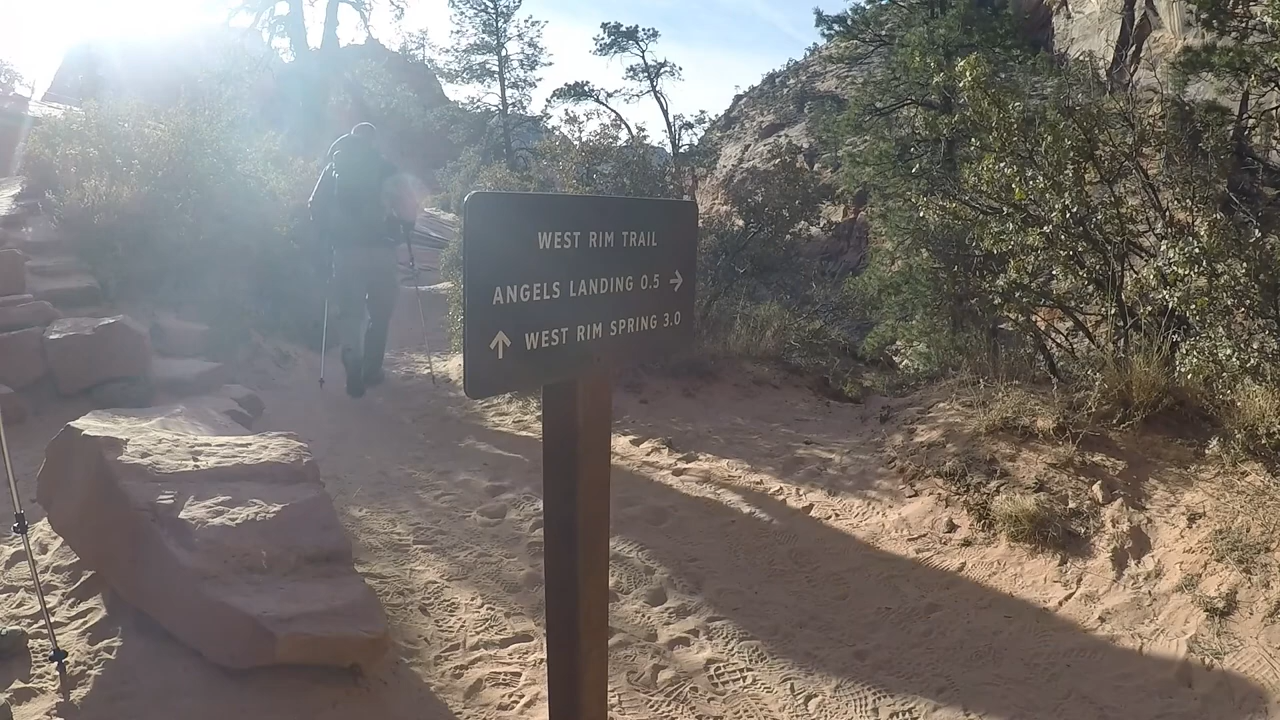 WEST RIM TRAIL
ANGELS LANDING 0.5 →
↑ WEST RIM SPRING 3.0